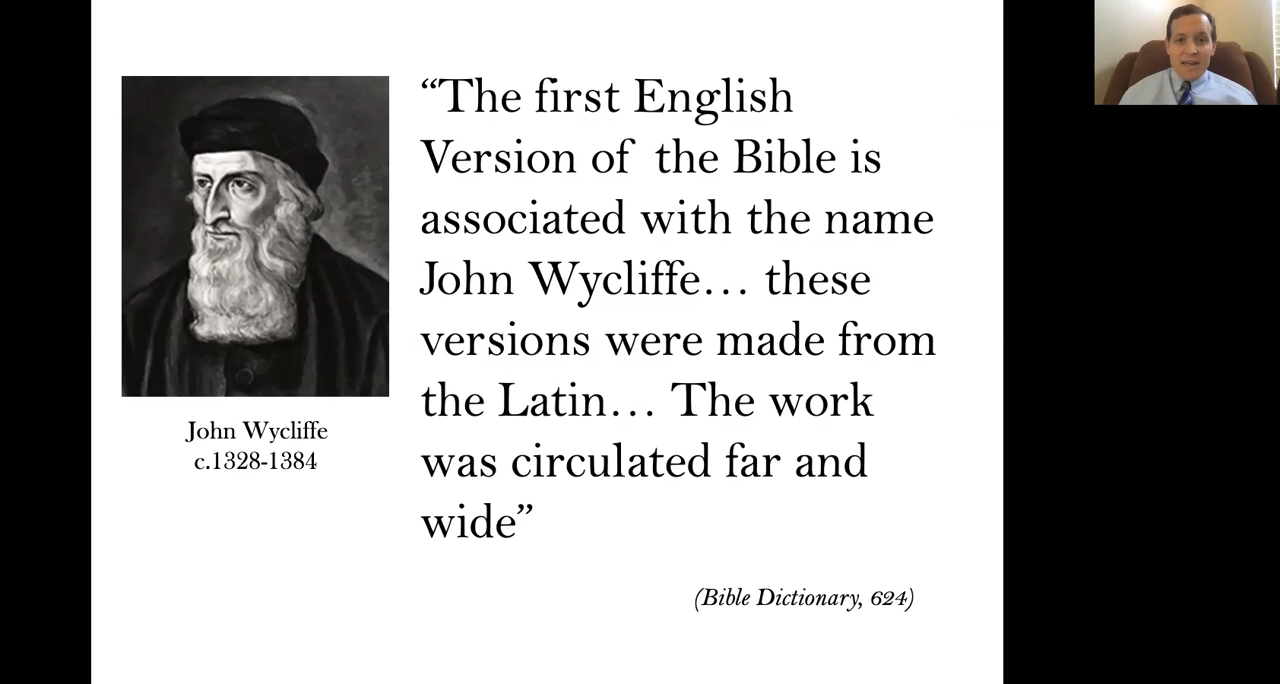 John Wycliffe
c.1328-1384
“The first English
Version of the Bible is
associated with the name
John Wycliffe… these
versions were made from
the Latin… The work
was circulated far and
wide”
(Bible Dictionary, 624)